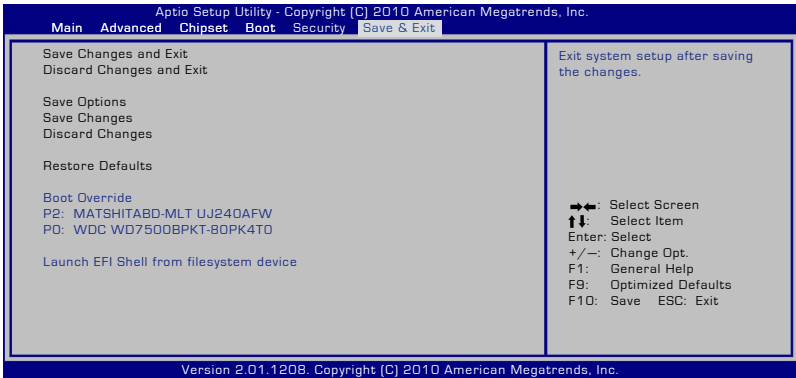 Aptio Setup Utility - Copyright (C) 2010 American Megatrends, Inc.
Main Advanced Chipset Boot Security Save & Exit
Save Changes and Exit
Discard Changes and Exit
Save Options
Save Changes
Discard Changes
Restore Defaults
Boot Override
P2: MATSHITABD-MLT UJ240AFW
P0: WDC WD7500BPKT-80PK4T0
Launch EFI Shell from filesystem device
Exit system setup after saving
the changes.
→←: Select Screen
↑↓: Select Item
Enter: Select
+/—: Change Opt.
F1: General Help
F9: Optimized Defaults
F10: Save ESC: Exit
Version 2.01.1208. Copyright (C) 2010 American Megatrends, Inc.